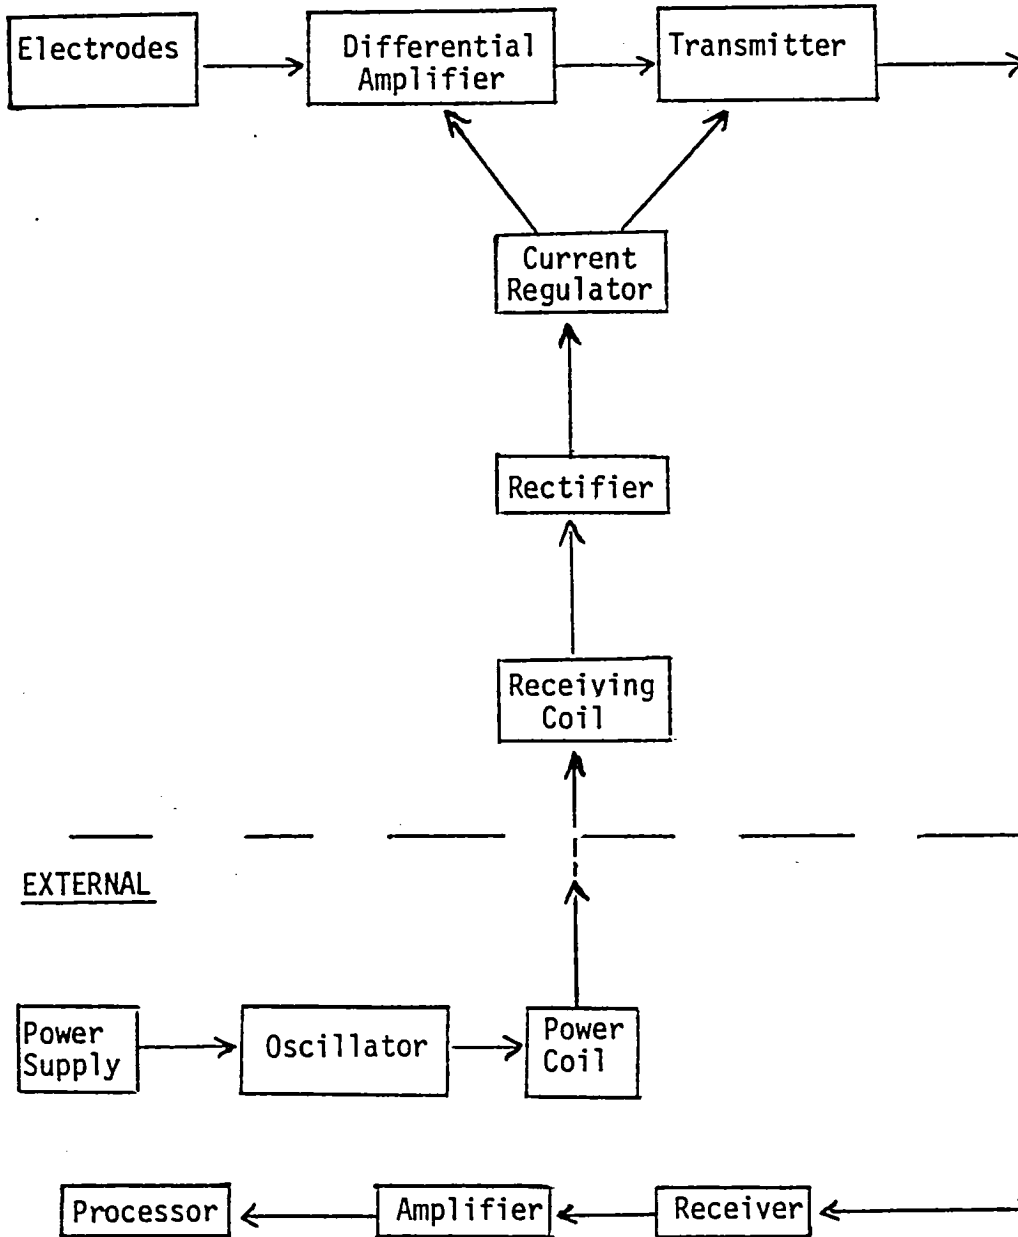 Electrodes
Differential
Amplifier
Transmitter
Current
Regulator
Rectifier
Receiving
Coil
EXTERNAL
Power
Supply
Oscillator
Power
Coil
Processor
Amplifier
Receiver